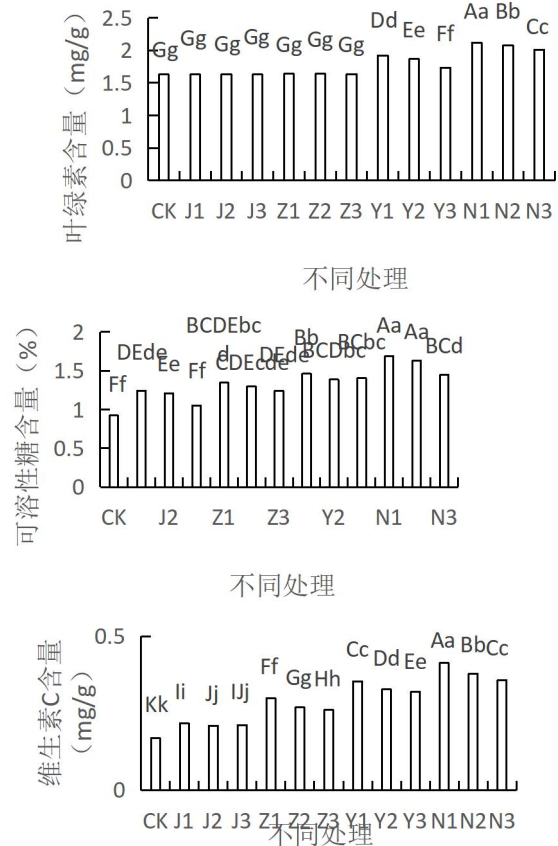 叶绿素含量（mg/g）
2.5
2
1.5
1
0.5
0
Gg Gg Gg Gg Gg Gg Gg Dd Ee Ff Aa Bb Cc
CK J1 J2 J3 Z1 Z2 Z3 Y1 Y2 Y3 N1 N2 N3
不同处理
可溶性糖含量（%）
2
1.5
1
0.5
0
Ff DEde Ee Ff BCDEbcd CDEcde DEde Bb BCDbc BCbc Aa Aa BCd
CK J2 Z1 Z3 Y2 N1 N3
不同处理
维生素C含量
（mg/g）
0.5
0
Kk Ii Jj IJj Ff Gg Hh Cc Dd Ee Aa Bb Cc
CK J1 J2 J3 Z1 Z2 Z3 Y1 Y2 Y3 N1 N2 N3
不同处理